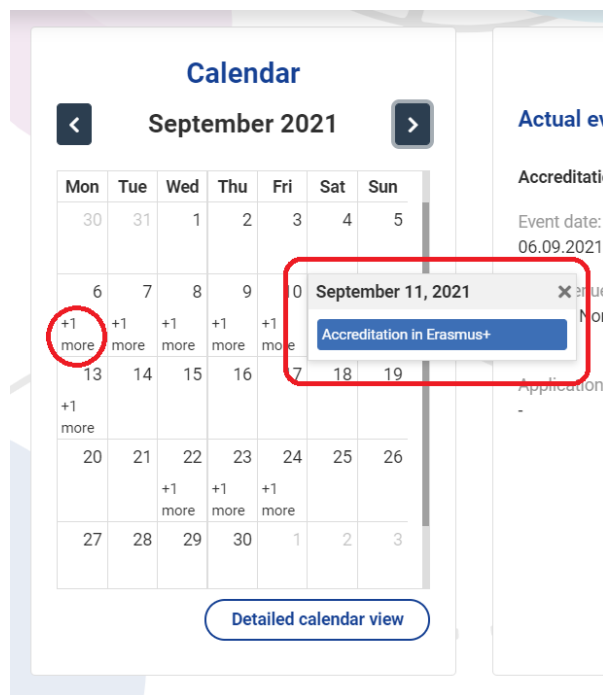 Calendar
September 2021
Mon Tue Wed Thu Fri Sat Sun
30 31 1 2 3 4 5
6 7 8 9 10
+1 more +1 more +1 more +1 more +1 more
September 11, 2021 ×
Accreditation in Erasmus+
13 14 15 16 17 18 19
+1 more
20 21 22 23 24 25 26
+1 more +1 more +1 more
27 28 29 30 1 2 3
Detailed calendar view
Actual ev
Accreditati
Event date:
06.09.2021
Application
-